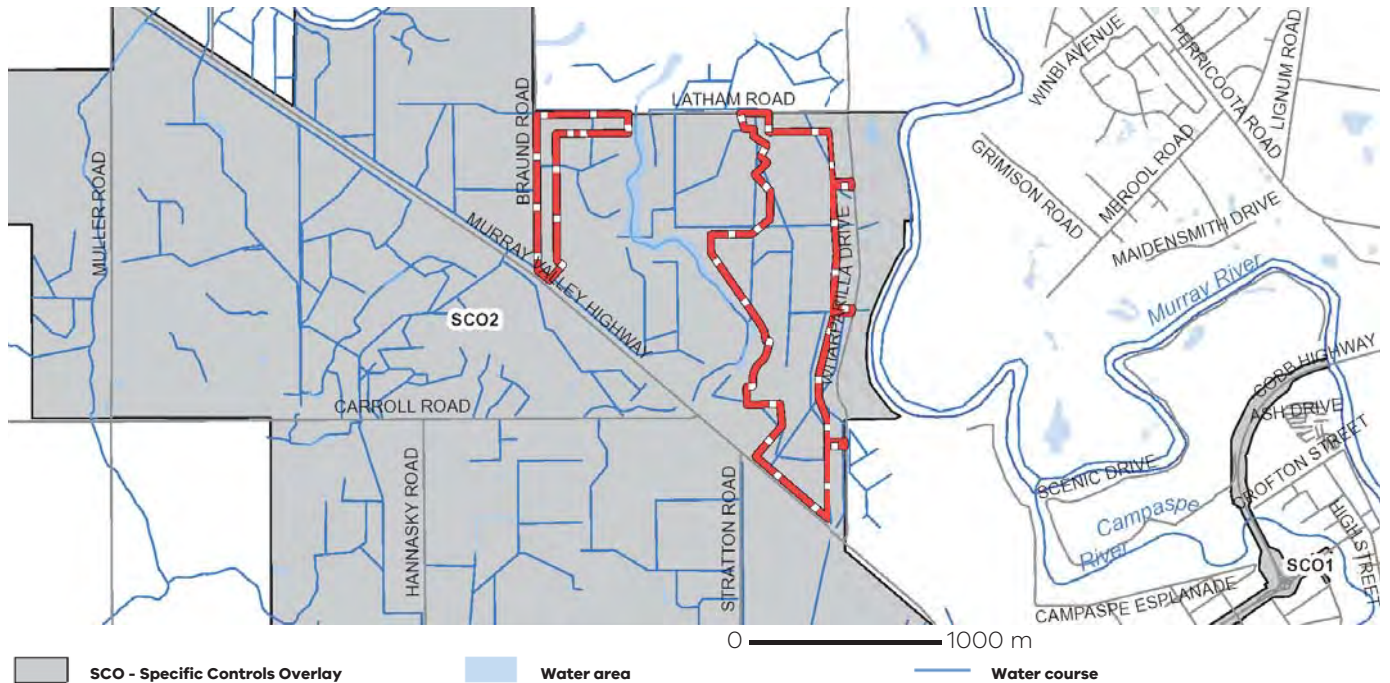 WINBI AVENUE
PERRICOOTA ROAD
LIGNUM ROAD
LATHAM ROAD
BRAUND ROAD
GRIMISON ROAD
MEROOL ROAD
MULLER ROAD
MAIDENSMITH DRIVE
MURRAY VALLEY HIGHWAY
WHARPARILLA DRIVE
Murray River
SCO2
COBB HIGHWAY
CARROLL ROAD
ASH DRIVE
HANNASKY ROAD
STRATTON ROAD
SCENIC DRIVE
CROFTON STREET
Campaspe
River
HIGH STREET
SCO1
CAMPASPE ESPLANADE
0 1000 m
SCO - Specific Controls Overlay
Water area
Water course